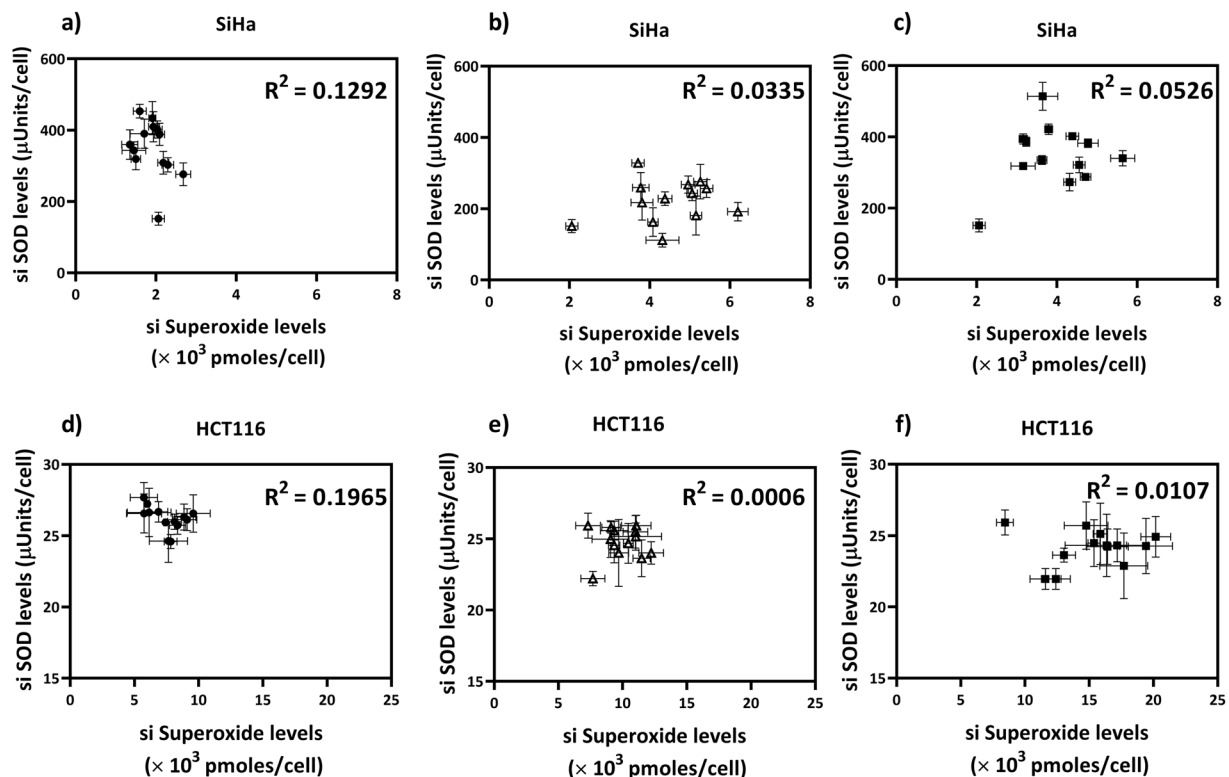 a)
SiHa
R² = 0.1292
si SOD levels (μUnits/cell)
600
400
200
0
0 2 4 6 8
si Superoxide levels
(× 10³ pmoles/cell)
b)
SiHa
R² = 0.0335
si SOD levels (μUnits/cell)
600
400
200
0
0 2 4 6 8
si Superoxide levels
(× 10³ pmoles/cell)
c)
SiHa
R² = 0.0526
si SOD levels (μUnits/cell)
600
400
200
0
0 2 4 6 8
si Superoxide levels
(× 10³ pmoles/cell)
d)
HCT116
R² = 0.1965
si SOD levels (μUnits/cell)
30
25
20
15
0 5 10 15 20 25
si Superoxide levels
(× 10³ pmoles/cell)
e)
HCT116
R² = 0.0006
si SOD levels (μUnits/cell)
30
25
20
15
0 5 10 15 20 25
si Superoxide levels
(× 10³ pmoles/cell)
f)
HCT116
R² = 0.0107
si SOD levels (μUnits/cell)
30
25
20
15
0 5 10 15 20 25
si Superoxide levels
(× 10³ pmoles/cell)